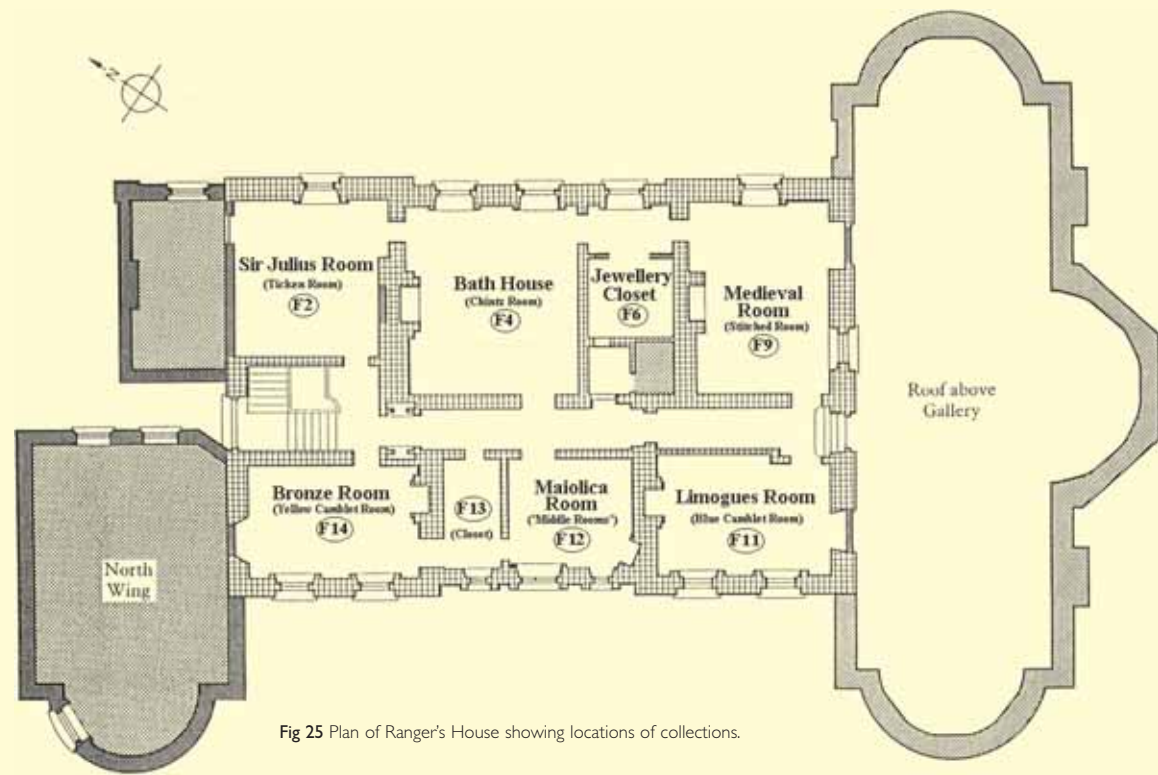 N
Sir Julius Room
(Ticken Room)
F2
Bath House
(Chintz Room)
F4
Jewellery
Closet
F6
Medieval
Room
(Stitched Room)
F9
Roof above
Gallery
Bronze Room
(Yellow Camblet Room)
F14
F13
(Closet)
Maiolica
Room
('Middle Rooms')
F12
Limogues Room
(Blue Camblet Room)
F11
North
Wing
Fig 25 Plan of Ranger's House showing locations of collections.